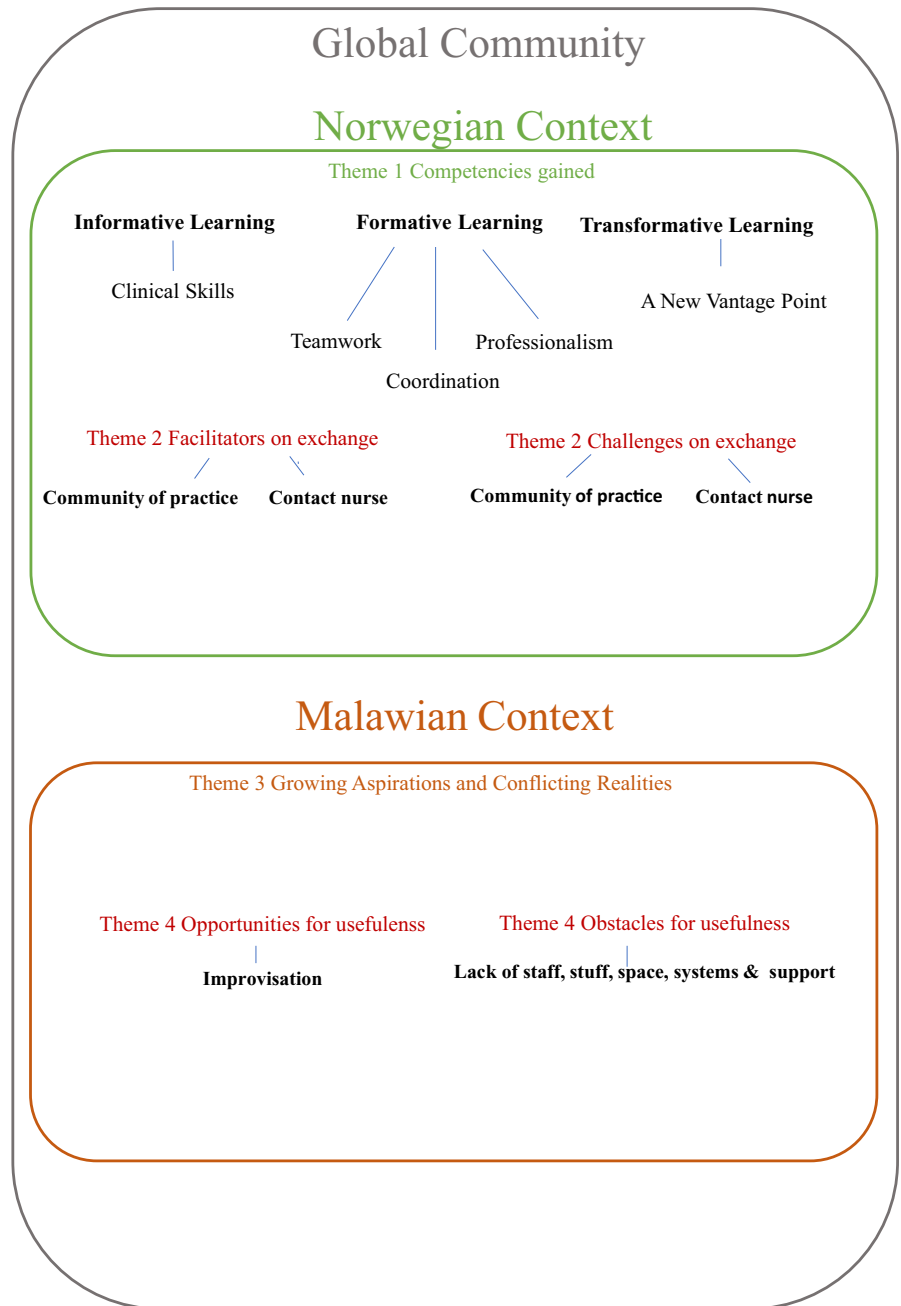 Global Community
Norwegian Context
Theme 1 Competencies gained
Informative Learning
Formative Learning
Transformative Learning
Clinical Skills
A New Vantage Point
Teamwork
Professionalism
Coordination
Theme 2 Facilitators on exchange
Theme 2 Challenges on exchange
Community of practice
Contact nurse
Community of practice
Contact nurse
Malawian Context
Theme 3 Growing Aspirations and Conflicting Realities
Theme 4 Opportunities for usefulenss
Theme 4 Obstacles for usefulness
Improvisation
Lack of staff, stuff, space, systems & support